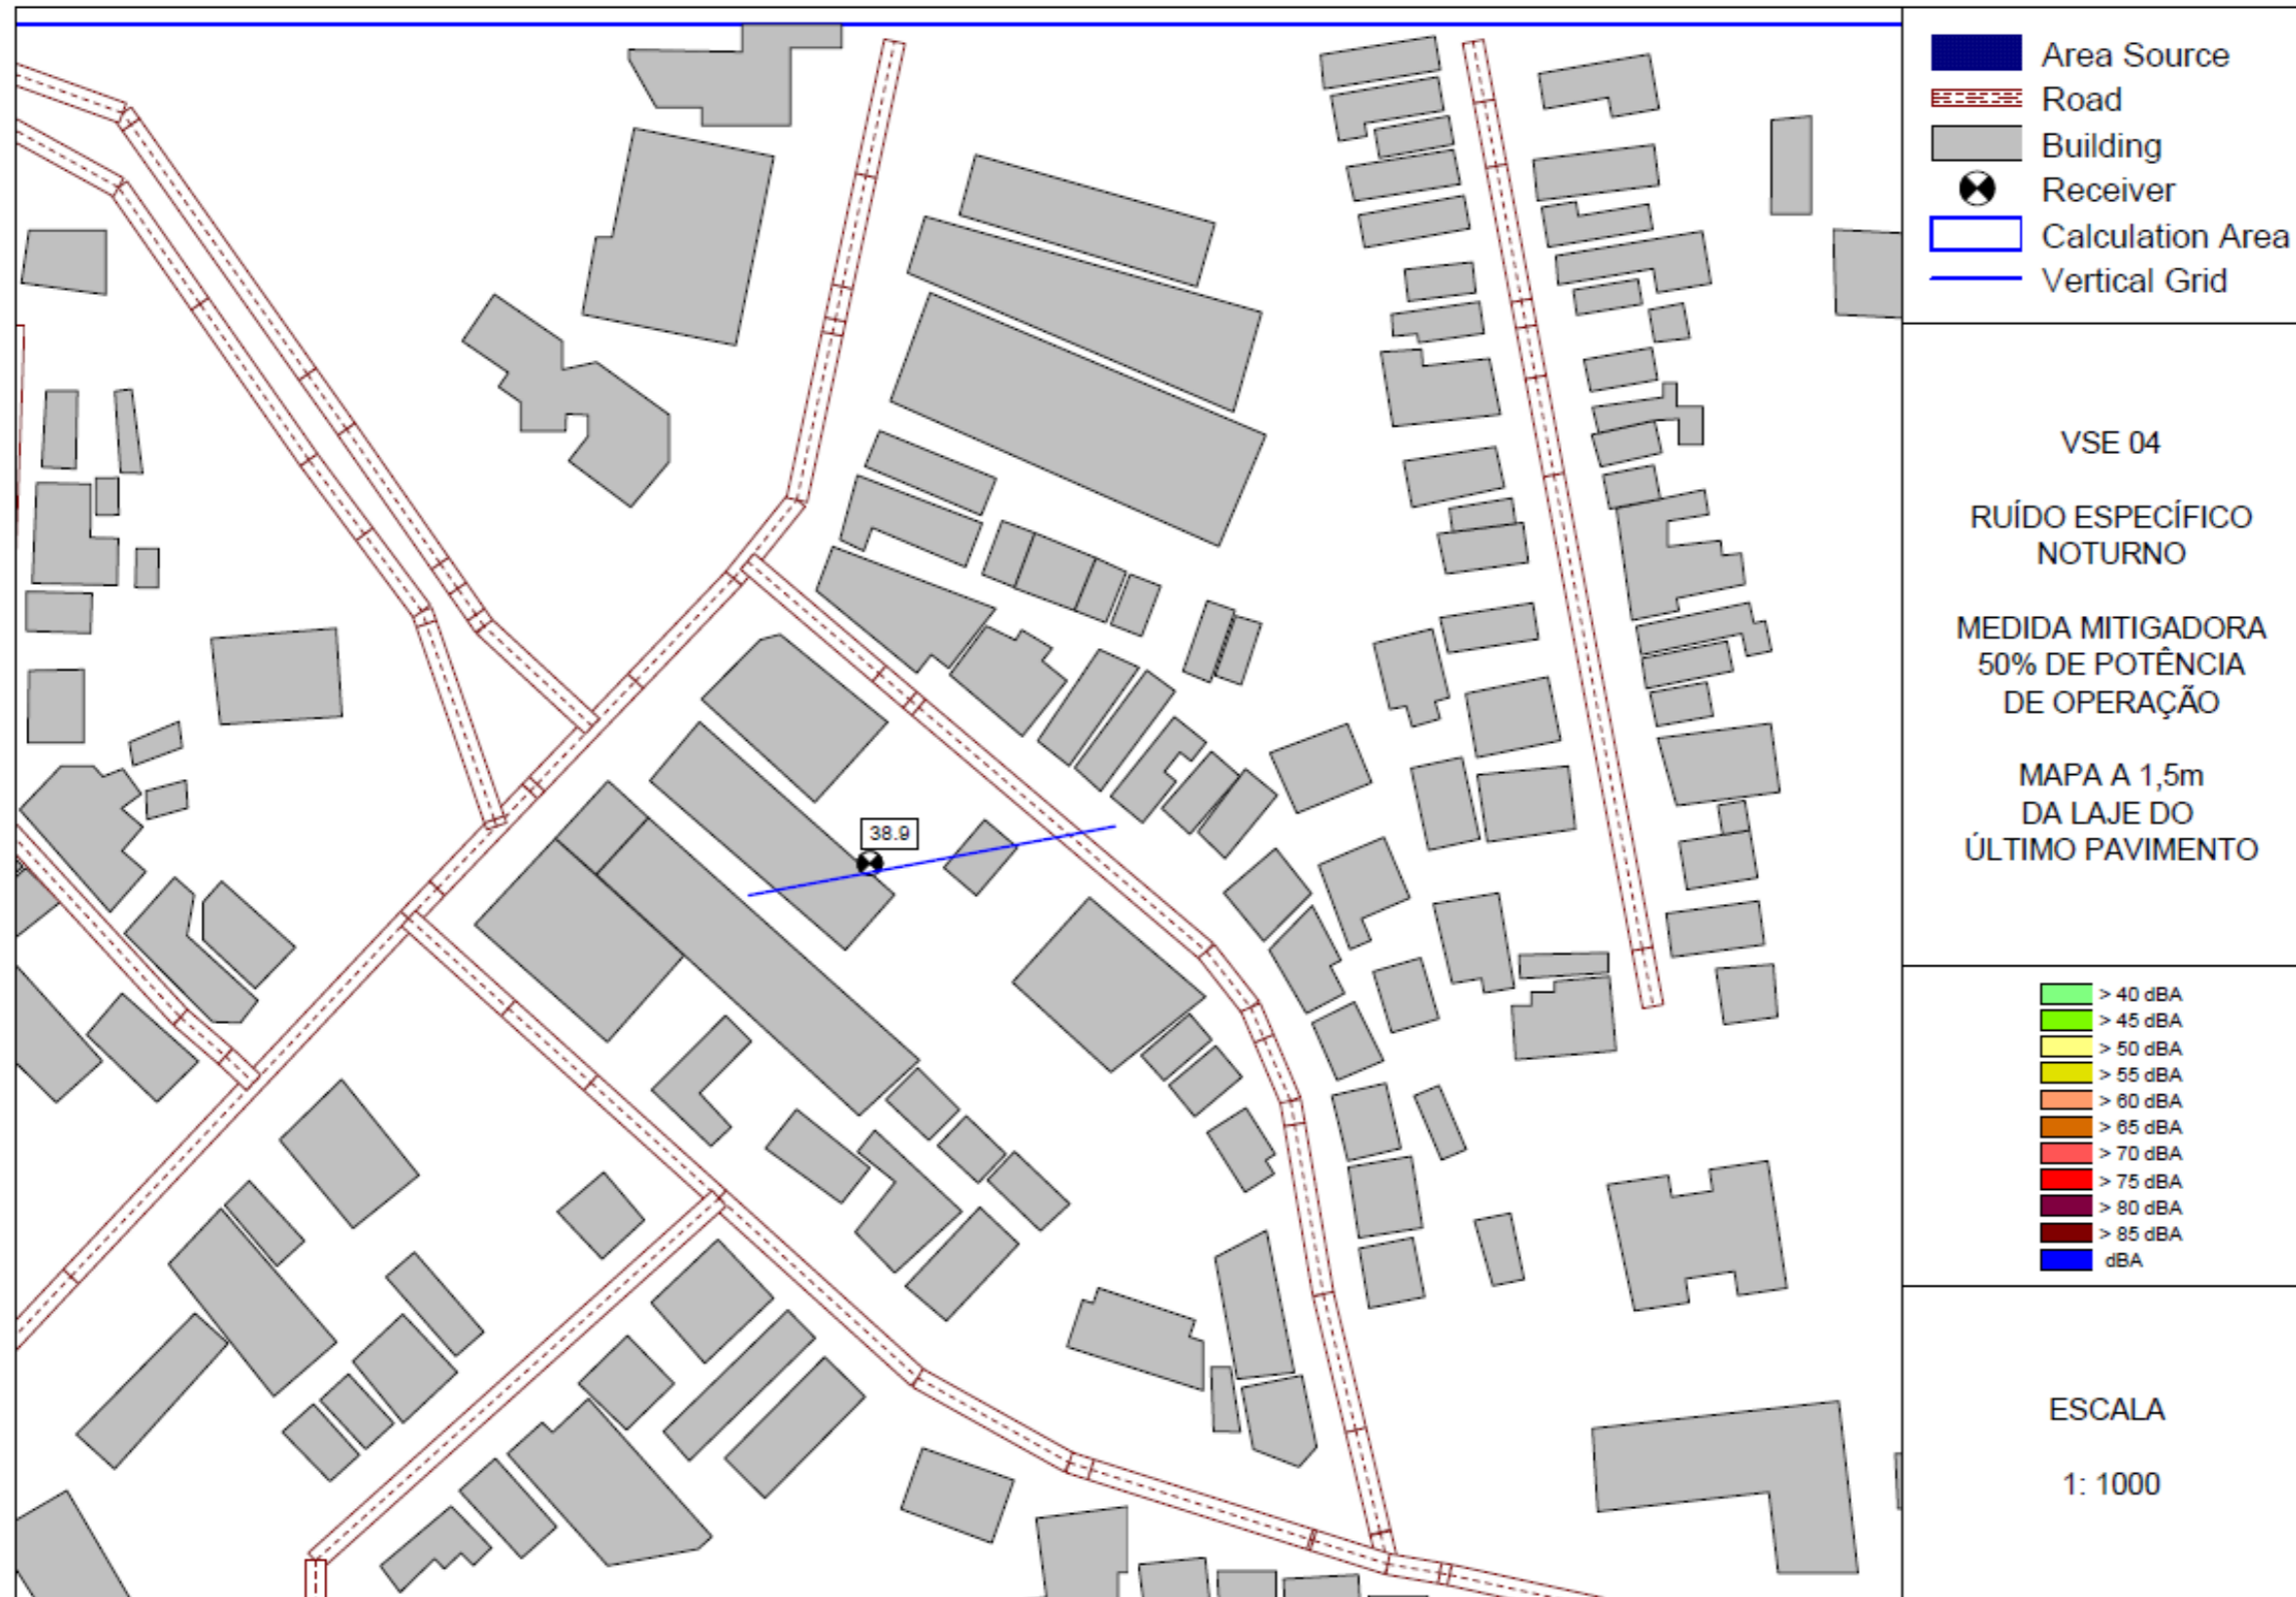 Area Source
Road
Building
Receiver
Calculation Area
Vertical Grid
VSE 04
RUÍDO ESPECÍFICO
NOTURNO
MEDIDA MITIGADORA
50% DE POTÊNCIA
DE OPERAÇÃO
MAPA A 1,5m
DA LAJE DO
ÚLTIMO PAVIMENTO
38.9
> 40 dBA
> 45 dBA
> 50 dBA
> 55 dBA
> 60 dBA
> 65 dBA
> 70 dBA
> 75 dBA
> 80 dBA
> 85 dBA
dBA
ESCALA
1: 1000